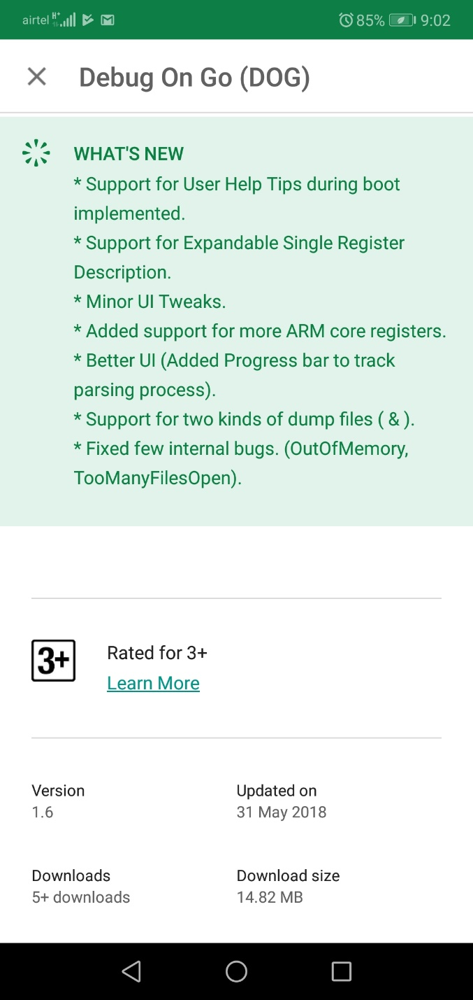 airtel H+ 85% 9:02
Debug On Go (DOG)
WHAT'S NEW
* Support for User Help Tips during boot
implemented.
* Support for Expandable Single Register
Description.
* Minor UI Tweaks.
* Added support for more ARM core registers.
* Better UI (Added Progress bar to track
parsing process).
* Support for two kinds of dump files ( & ).
* Fixed few internal bugs. (OutOfMemory,
TooManyFilesOpen).
3+ Rated for 3+
Learn More
Version Updated on
1.6 31 May 2018
Downloads Download size
5+ downloads 14.82 MB